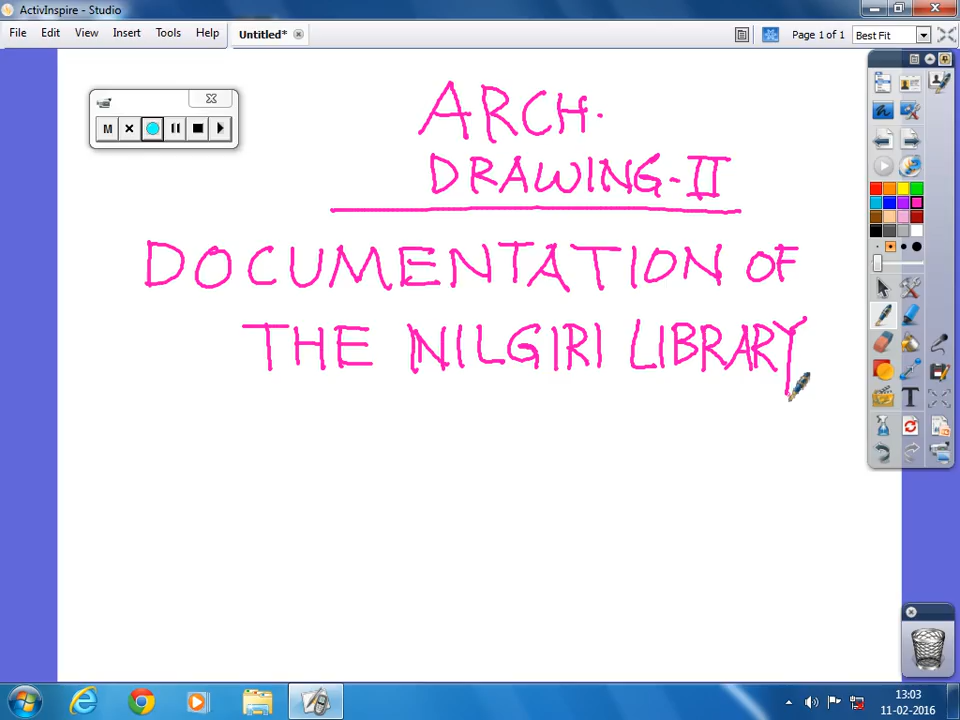 ActivInspire - Studio
File Edit View Insert Tools Help
Untitled*
Page 1 of 1
Best Fit
M
ARCH.
DRAWING-II
DOCUMENTATION OF
THE NILGIRI LIBRARY
T
13:03
11-02-2016